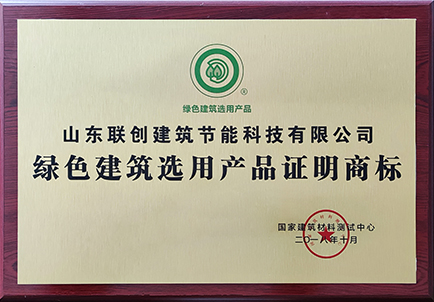 ®
绿色建筑选用产品
山东联创建筑节能科技有限公司
绿色建筑选用产品证明商标
国家建筑材料测试中心
二〇一八年十月